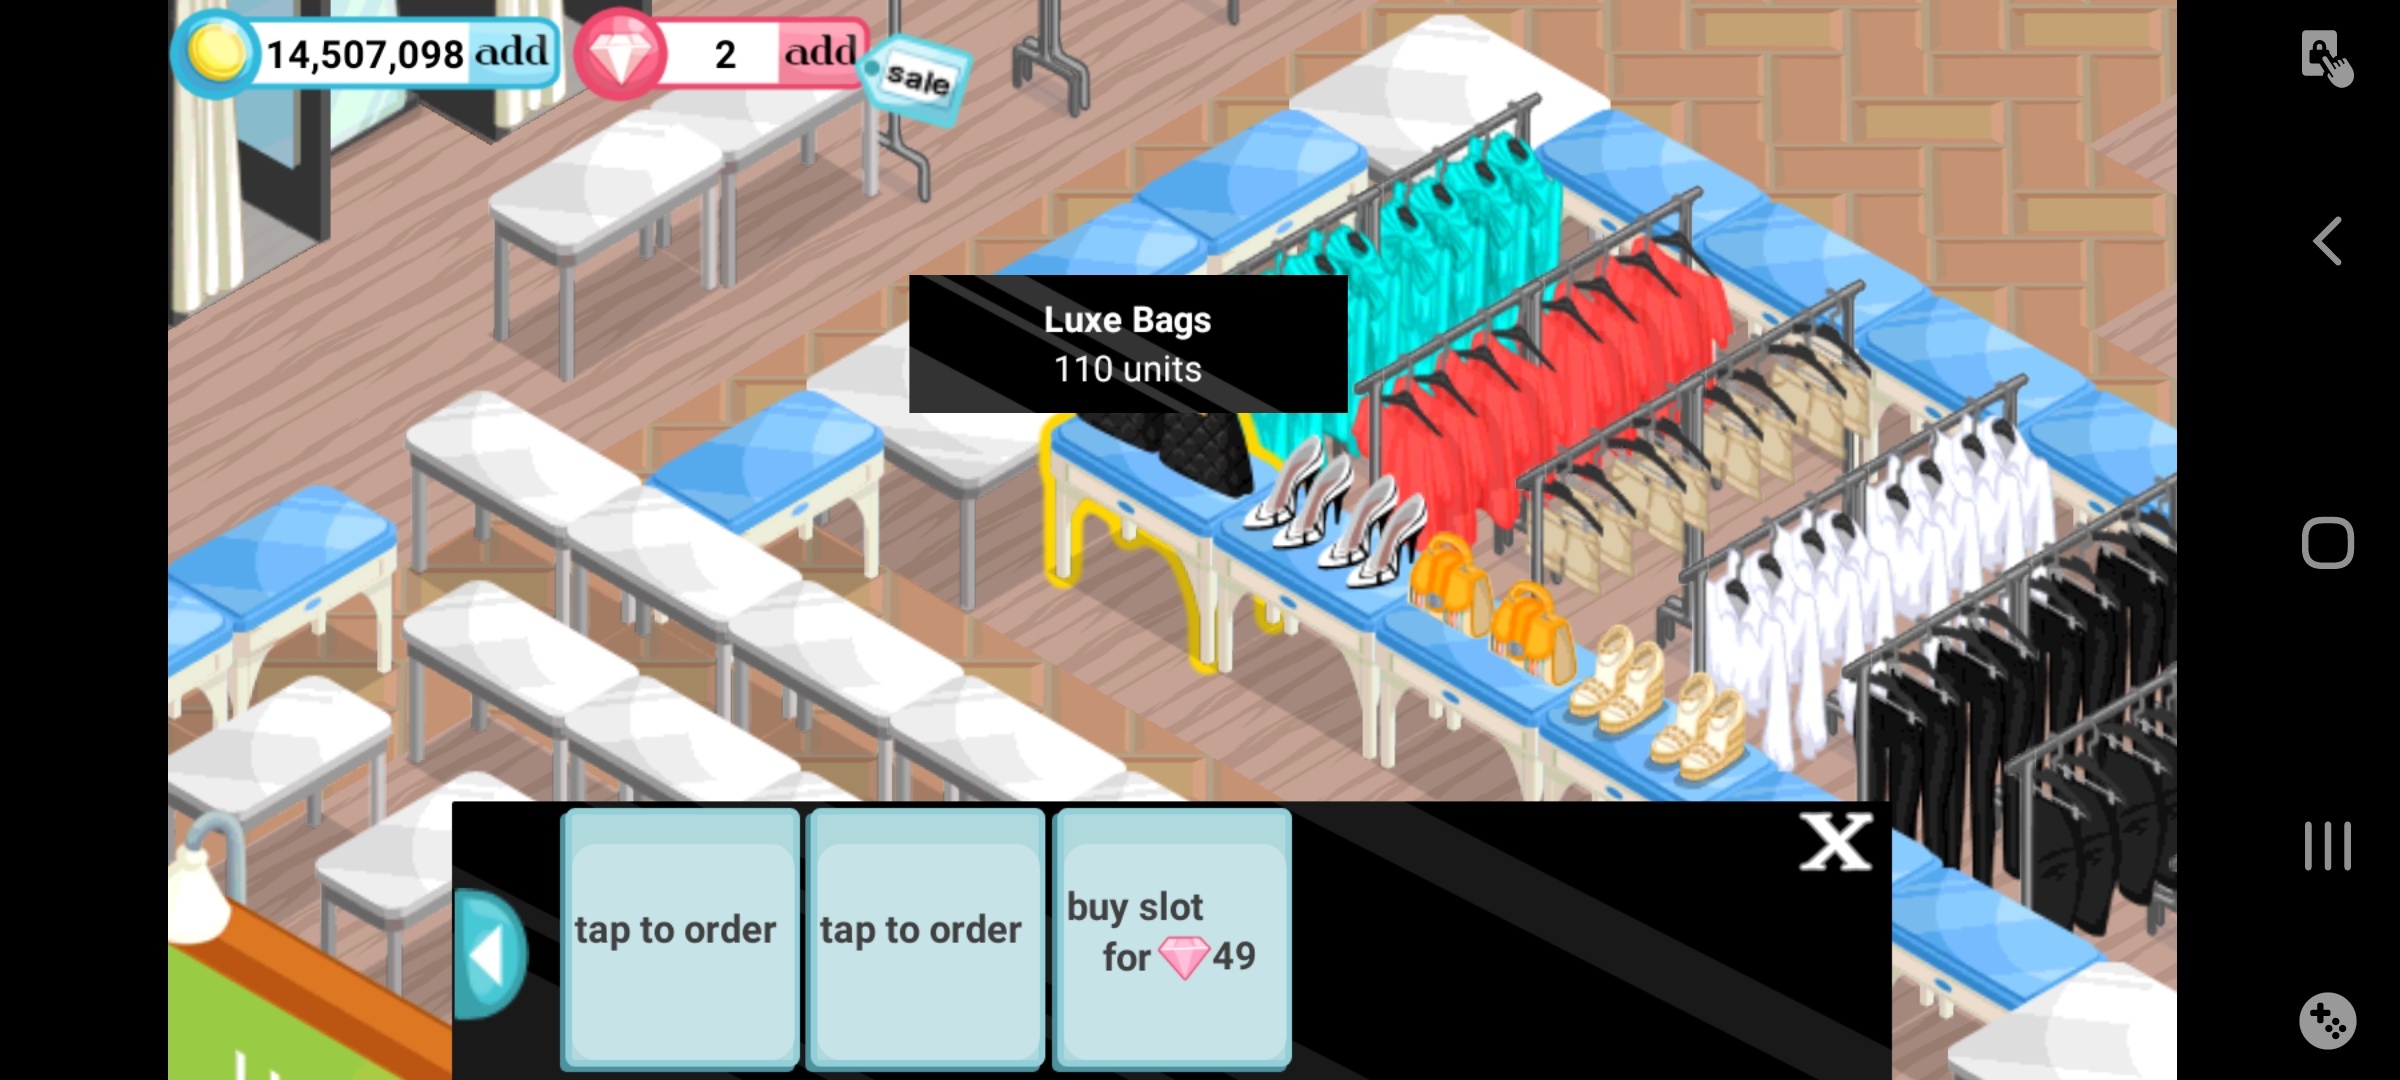 14,507,098 add
2 add
sale
Luxe Bags
110 units
tap to order
tap to order
buy slot
for 49
X